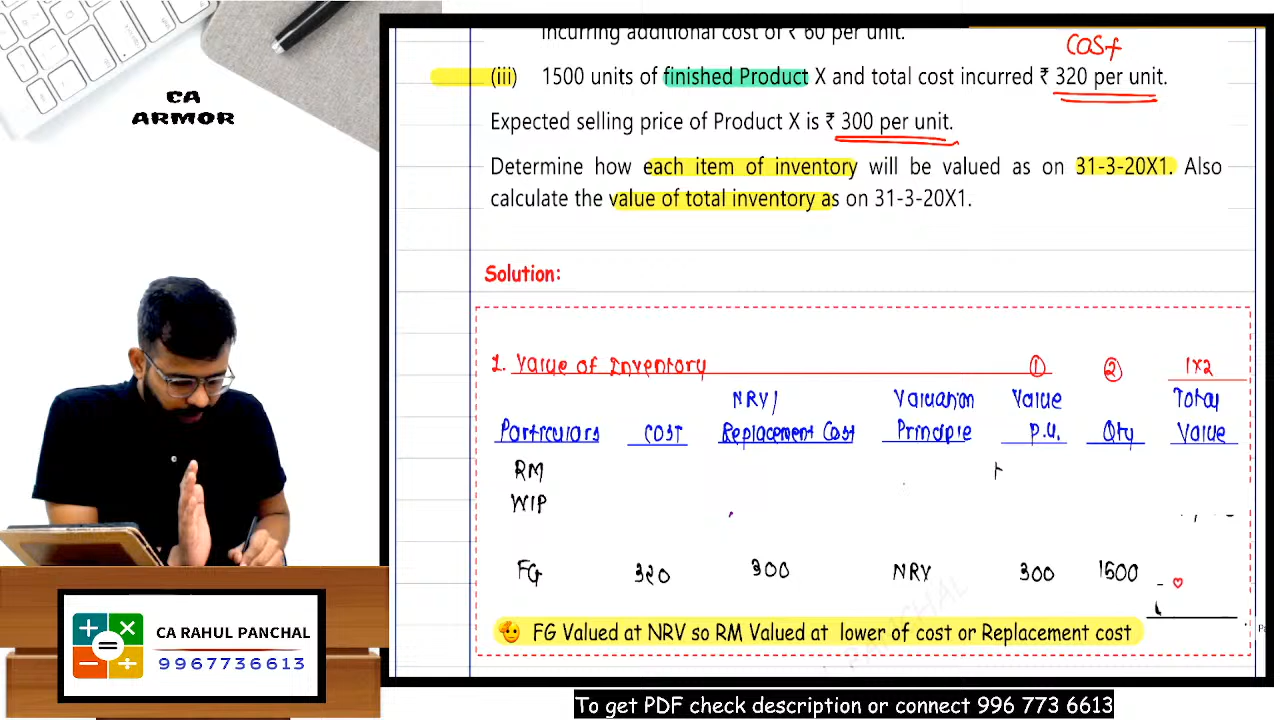 CA
ARMOR
incurring additional cost of ₹ 60 per unit.
cost
(iii) 1500 units of finished Product X and total cost incurred ₹ 320 per unit.
Expected selling price of Product X is ₹ 300 per unit.
Determine how each item of inventory will be valued as on 31-3-20X1. Also
calculate the value of total inventory as on 31-3-20X1.
Solution:
1. Value of Inventory ① ② 1x2
NRV/ Valuation Value Total
Particulars COST Replacement Cost Principle P.U. Qty Value
RM
WIP
FG 320 300 NRV 300 1500
FG Valued at NRV so RM Valued at lower of cost or Replacement cost
CA RAHUL PANCHAL
9967736613
To get PDF check description or connect 996 773 6613